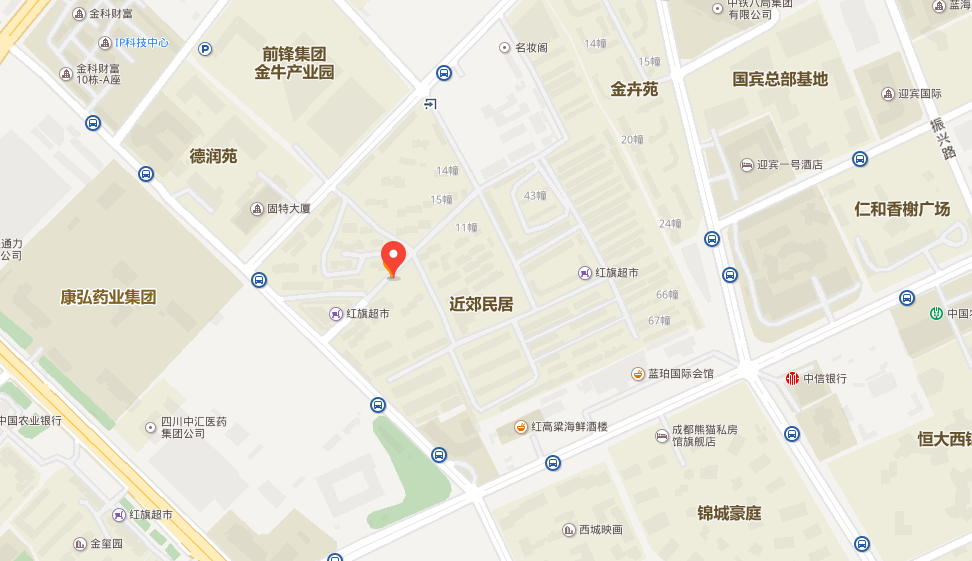 金科财富
IP科技中心
金科财富
10栋-A座
P
前锋集团
金牛产业园
名妆阁
14幢
15幢
金卉苑
中铁八局集团
有限公司
蓝海
国宾总部基地
迎宾国际
振兴路
20幢
德润苑
14幢
15幢
11幢
43幢
迎宾一号酒店
固特大厦
24幢
仁和香榭广场
通力
公司
康弘药业集团
红旗超市
近郊民居
红旗超市
66幢
67幢
中国农
蓝珀国际会馆
中信银行
中国农业银行
四川中汇医药
集团公司
红高粱海鲜酒楼
成都熊猫私房
馆旗舰店
恒大西锦
锦城豪庭
红旗超市
金玺园
西城映画